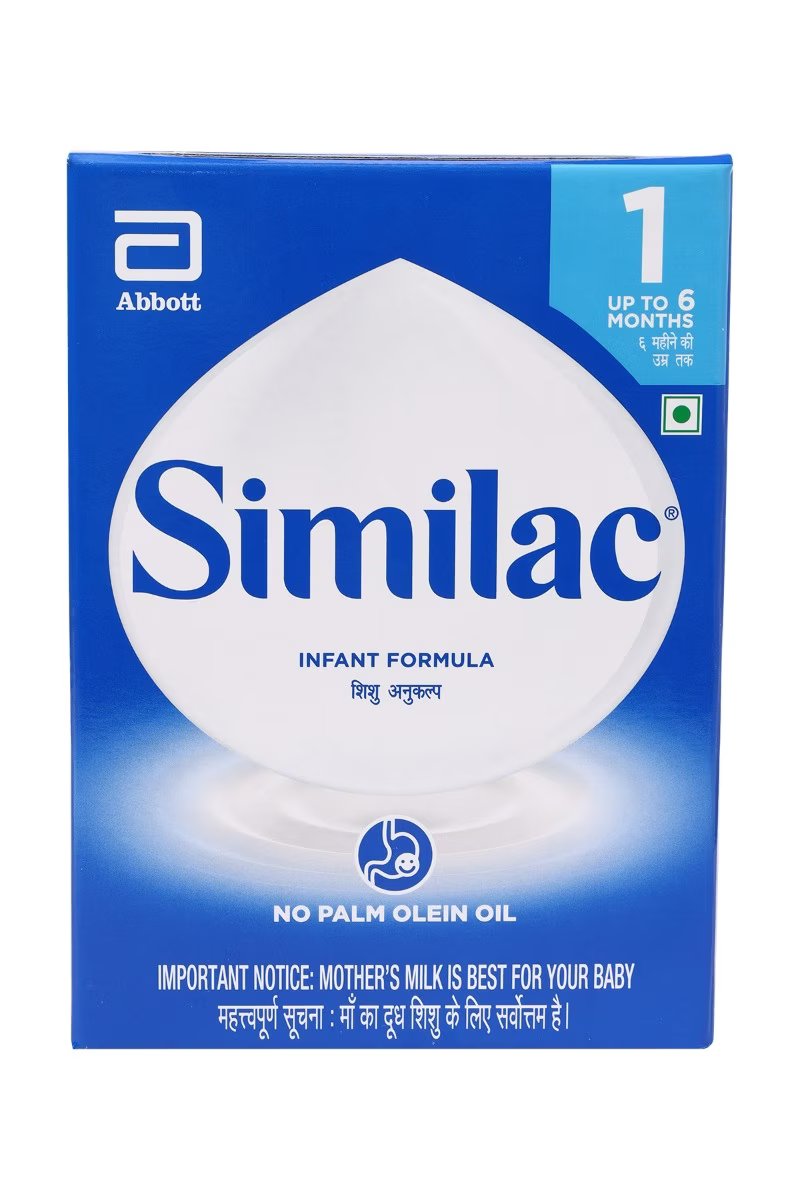 Abbott
1
UP TO 6
MONTHS
६ महीने की
उम्र तक
Similac®
INFANT FORMULA
शिशु अनुकल्प
NO PALM OLEIN OIL
IMPORTANT NOTICE: MOTHER'S MILK IS BEST FOR YOUR BABY
महत्त्वपूर्ण सूचना : माँ का दूध शिशु के लिए सर्वोत्तम है।